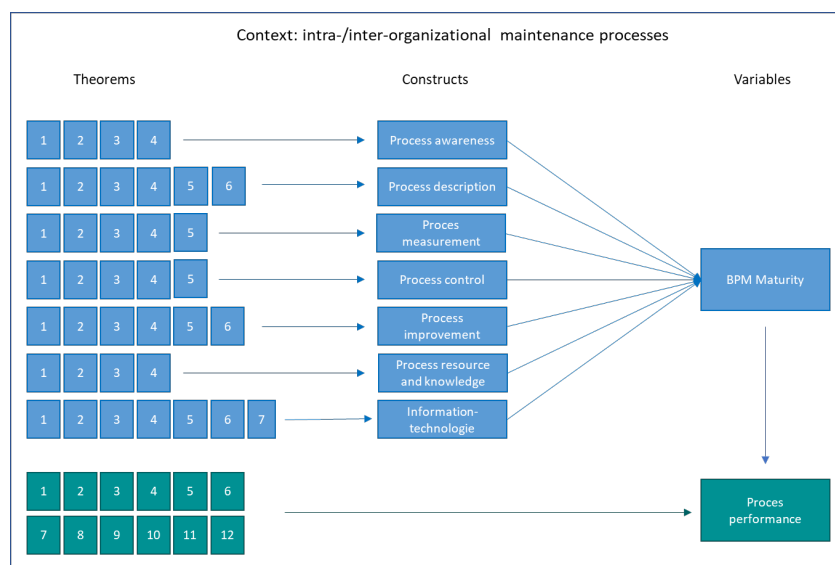 Context: intra-/inter-organizational maintenance processes
Theorems Constructs Variables
1 2 3 4 Process awareness
1 2 3 4 5 6 Process description
1 2 3 4 5 Proces
measurement
1 2 3 4 5 Process control
BPM Maturity
1 2 3 4 5 6 Process
improvement
1 2 3 4 Process resource
and knowledge
1 2 3 4 5 6 7 Information-
technologie
1 2 3 4 5 6
7 8 9 10 11 12
Proces
performance